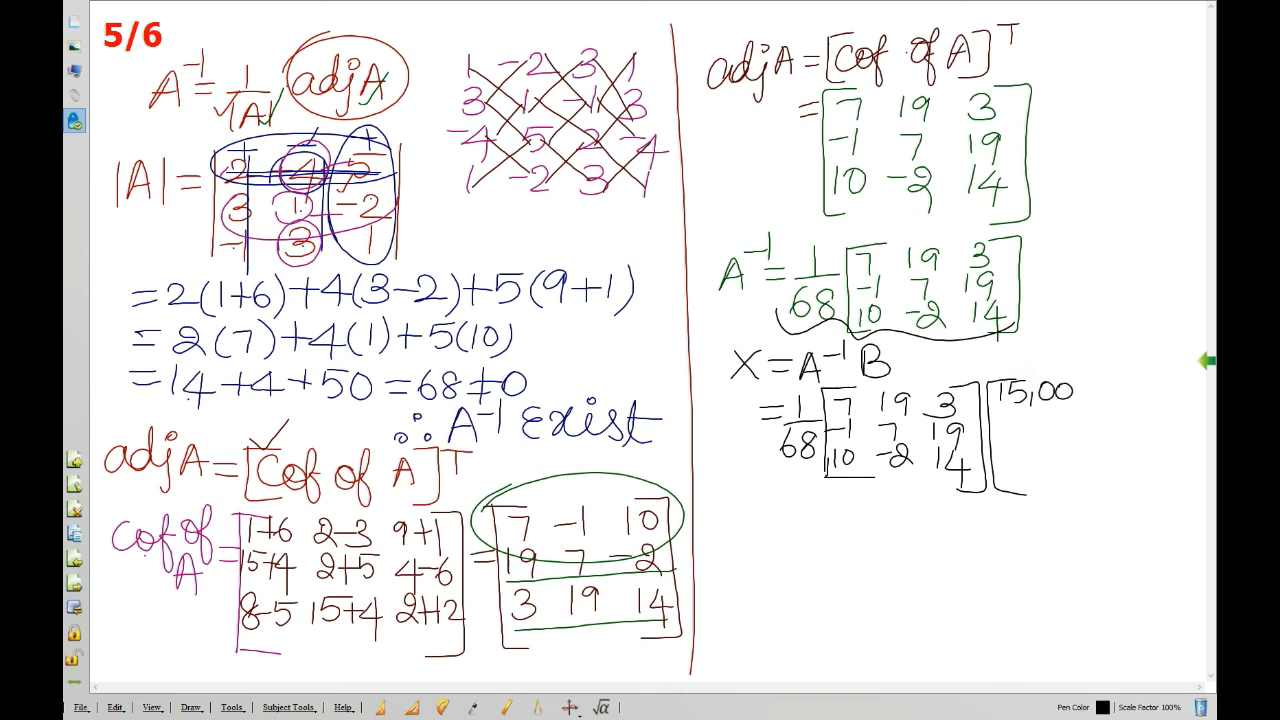 5/6
A⁻¹ = 1/|A| adjA
|A| = | 2 -4 5 |
| 3 1 -2 |
| -1 3 1 |
= 2(1+6)+4(3-2)+5(9+1)
= 2(7)+4(1)+5(10)
= 14+4+50 = 68 ≠ 0
∴ A⁻¹ Exist
adjA = [Cof of A]ᵀ
Cof of A = [ 1+6 2-3 9+1 ] = [ 7 -1 10 ]
[ 15+4 2+5 4-6 ] [ 19 7 -2 ]
[ 8-5 15+4 2+12 ] [ 3 19 14 ]
1 -2 3 1
3 1 -1 3
-4 5 2 -4
1 -2 3 1
adjA = [Cof of A]ᵀ
= [ 7 19 3 ]
[ -1 7 19 ]
[ 10 -2 14 ]
A⁻¹ = 1/68 [ 7 19 3 ]
[ -1 7 19 ]
[ 10 -2 14 ]
X = A⁻¹ B
= 1/68 [ 7 19 3 ] [ 15,00
[ -1 7 19 ]
[ 10 -2 14 ]
File Edit View Draw Tools Subject Tools Help
√α
Pen Color Scale Factor 100%